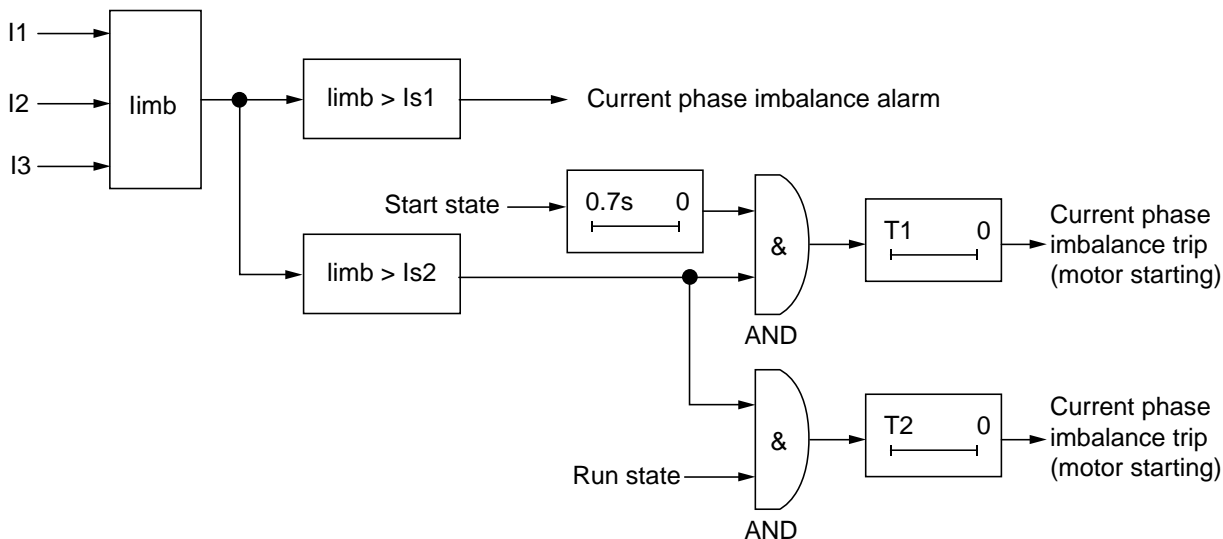 I1
I2
I3
Iimb
Iimb > Is1
Current phase imbalance alarm
Start state
0.7s 0
&
AND
T1 0
Current phase
imbalance trip
(motor starting)
Iimb > Is2
Run state
&
AND
T2 0
Current phase
imbalance trip
(motor starting)